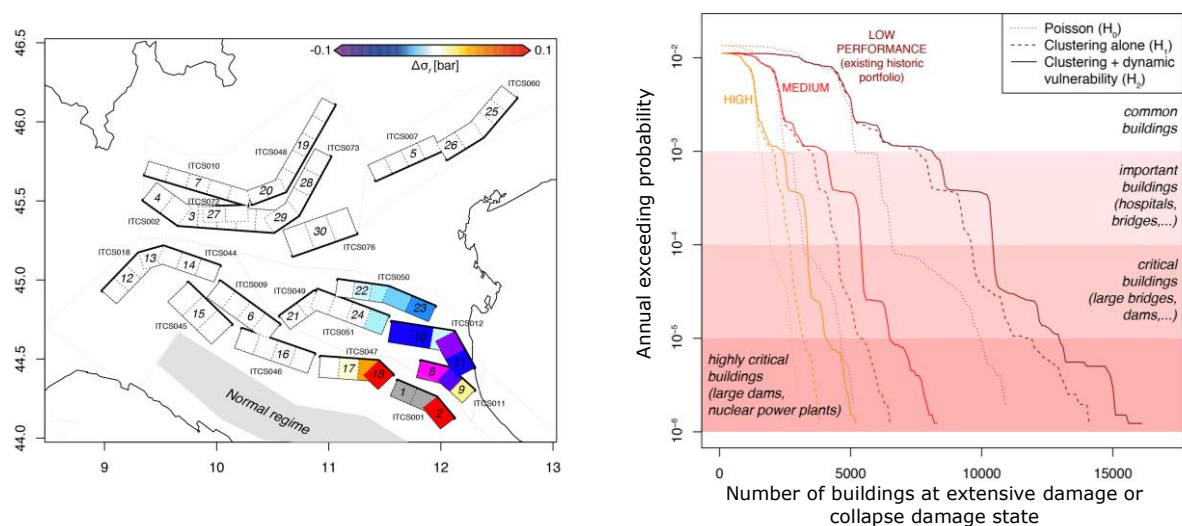 -0.1
0.1
Δσf [bar]
ITCS060
25
ITCS007
26
5
ITCS048
19
ITCS073
ITCS010
7
20
28
ITCS072
4
3
27
29
ITCS002
30
ITCS076
ITCS018
13
ITCS044
14
12
ITCS050
22
23
ITCS009
ITCS049
15
6
21
24
ITCS012
ITCS045
ITCS051
10
11
16
ITCS047
ITCS046
17
18
8
9
ITCS011
1
ITCS001
2
Normal regime
46.5
46.0
45.5
45.0
44.5
44.0
9
10
11
12
13
Annual exceeding probability
10−2
10−3
10−4
10−5
10−6
LOW
PERFORMANCE
(existing historic
portfolio)
MEDIUM
HIGH
Poisson (H0)
Clustering alone (H1)
Clustering + dynamic
vulnerability (H2)
common
buildings
important
buildings
(hospitals,
bridges,...)
critical
buildings
(large bridges,
dams,...)
highly critical
buildings
(large dams,
nuclear power plants)
0
5000
10000
15000
Number of buildings at extensive damage or
collapse damage state